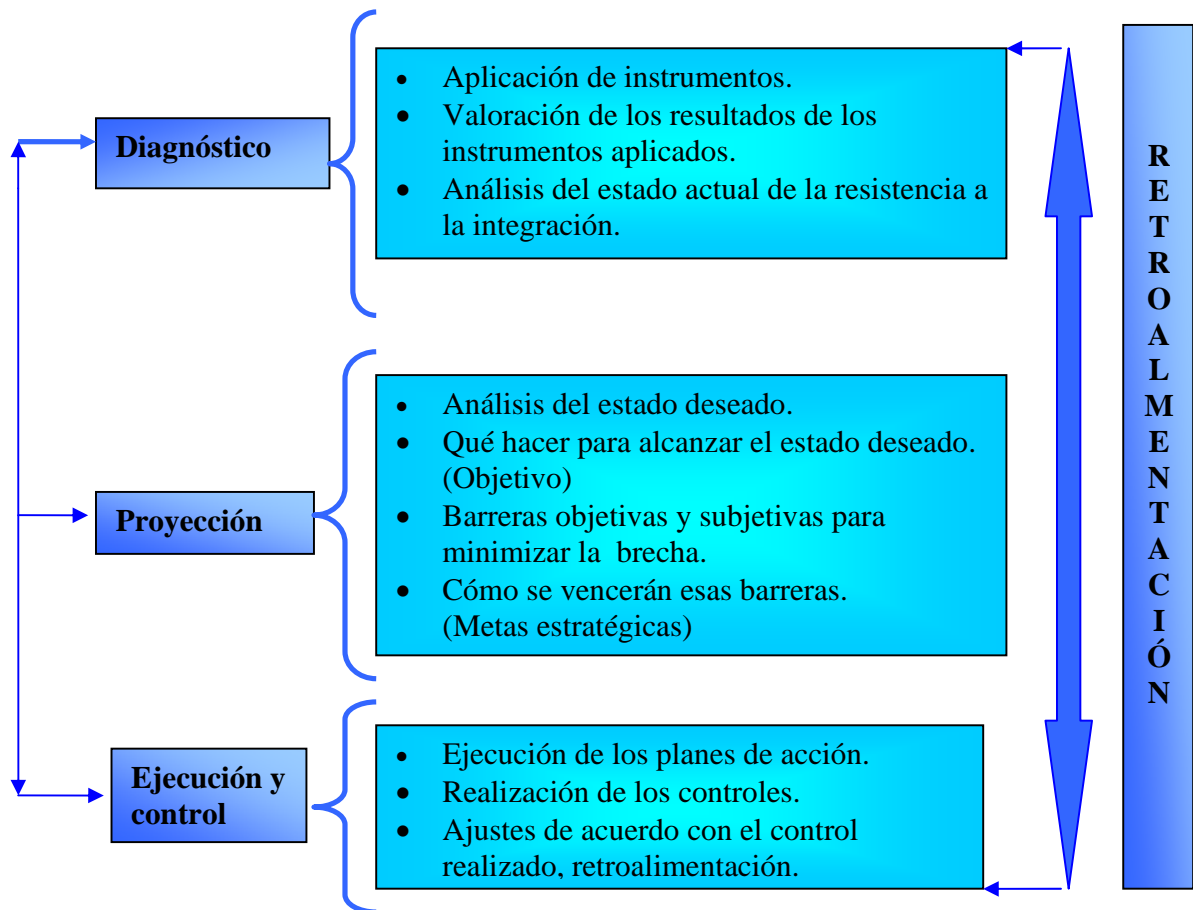 Diagnóstico
• Aplicación de instrumentos.
• Valoración de los resultados de los
instrumentos aplicados.
• Análisis del estado actual de la resistencia a
la integración.
Proyección
• Análisis del estado deseado.
• Qué hacer para alcanzar el estado deseado.
(Objetivo)
• Barreras objetivas y subjetivas para
minimizar la brecha.
• Cómo se vencerán esas barreras.
(Metas estratégicas)
Ejecución y
control
• Ejecución de los planes de acción.
• Realización de los controles.
• Ajustes de acuerdo con el control
realizado, retroalimentación.
RETROALMENTACIÓN